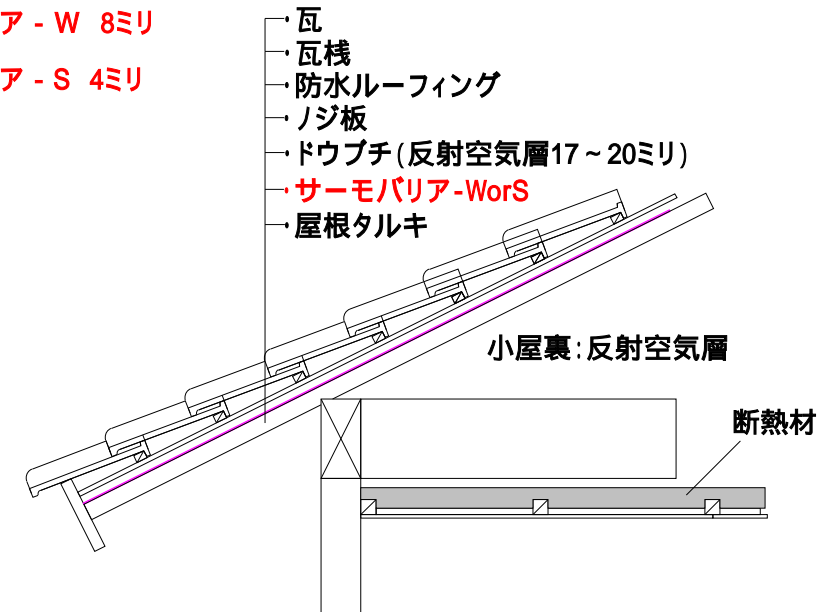 ア - W 8ミリ
ア - S 4ミリ
・瓦
・瓦桟
・防水ルーフィング
・ノジ板
・ドウブチ(反射空気層17~20ミリ)
・サーモバリア-WorS
・屋根タルキ
小屋裏:反射空気層
断熱材